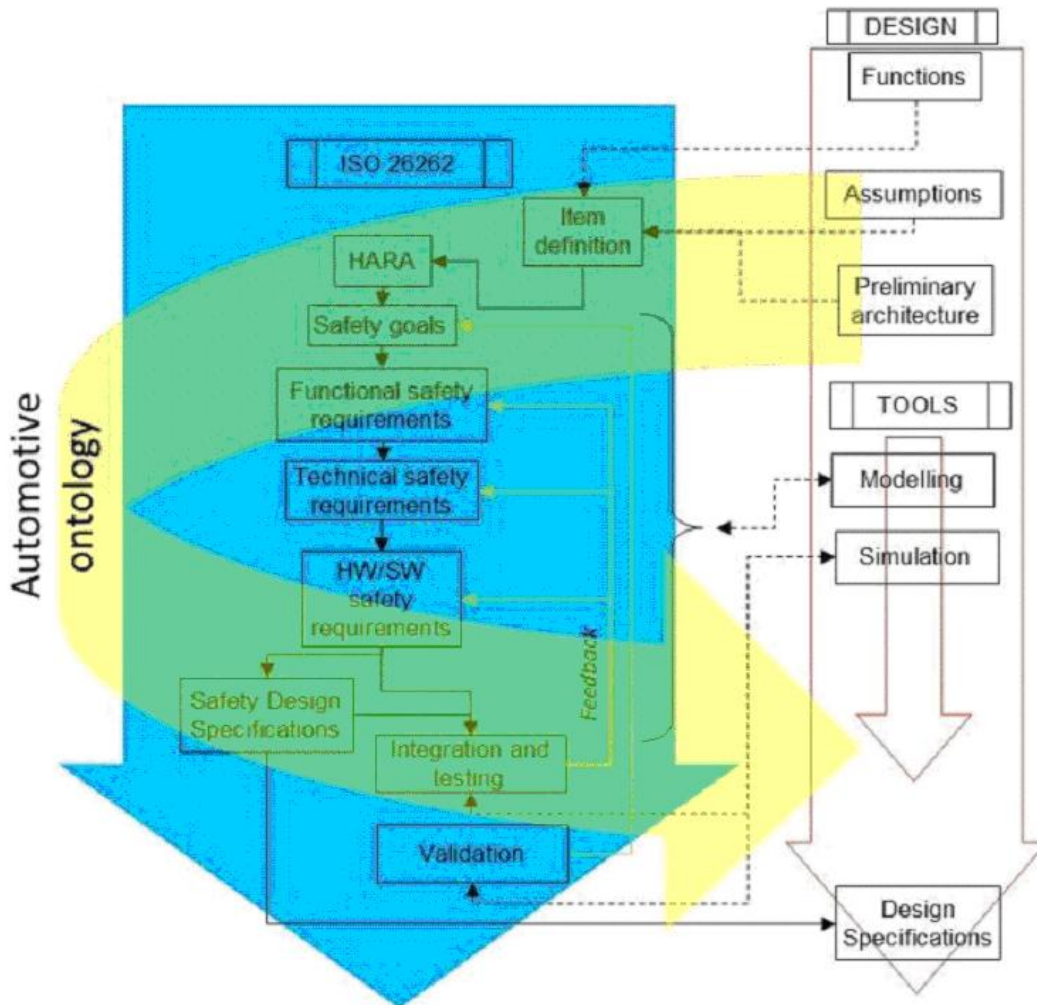 DESIGN
Functions
ISO 26262
Assumptions
Item
definition
HARA
Preliminary
architecture
Safety goals
Functional safety
requirements
TOOLS
Automotive
ontology
Technical safety
requirements
Modelling
Simulation
HW/SW
safety
requirements
Feedback
Safety Design
Specifications
Integration and
testing
Validation
Design
Specifications